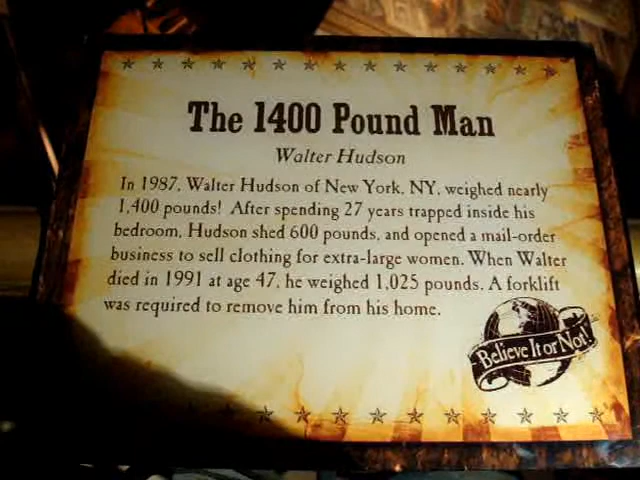 The 1400 Pound Man
Walter Hudson
In 1987, Walter Hudson of New York, NY, weighed nearly
1,400 pounds! After spending 27 years trapped inside his
bedroom, Hudson shed 600 pounds, and opened a mail-order
business to sell clothing for extra-large women. When Walter
died in 1991 at age 47, he weighed 1,025 pounds. A forklift
was required to remove him from his home.
Believe It or Not!